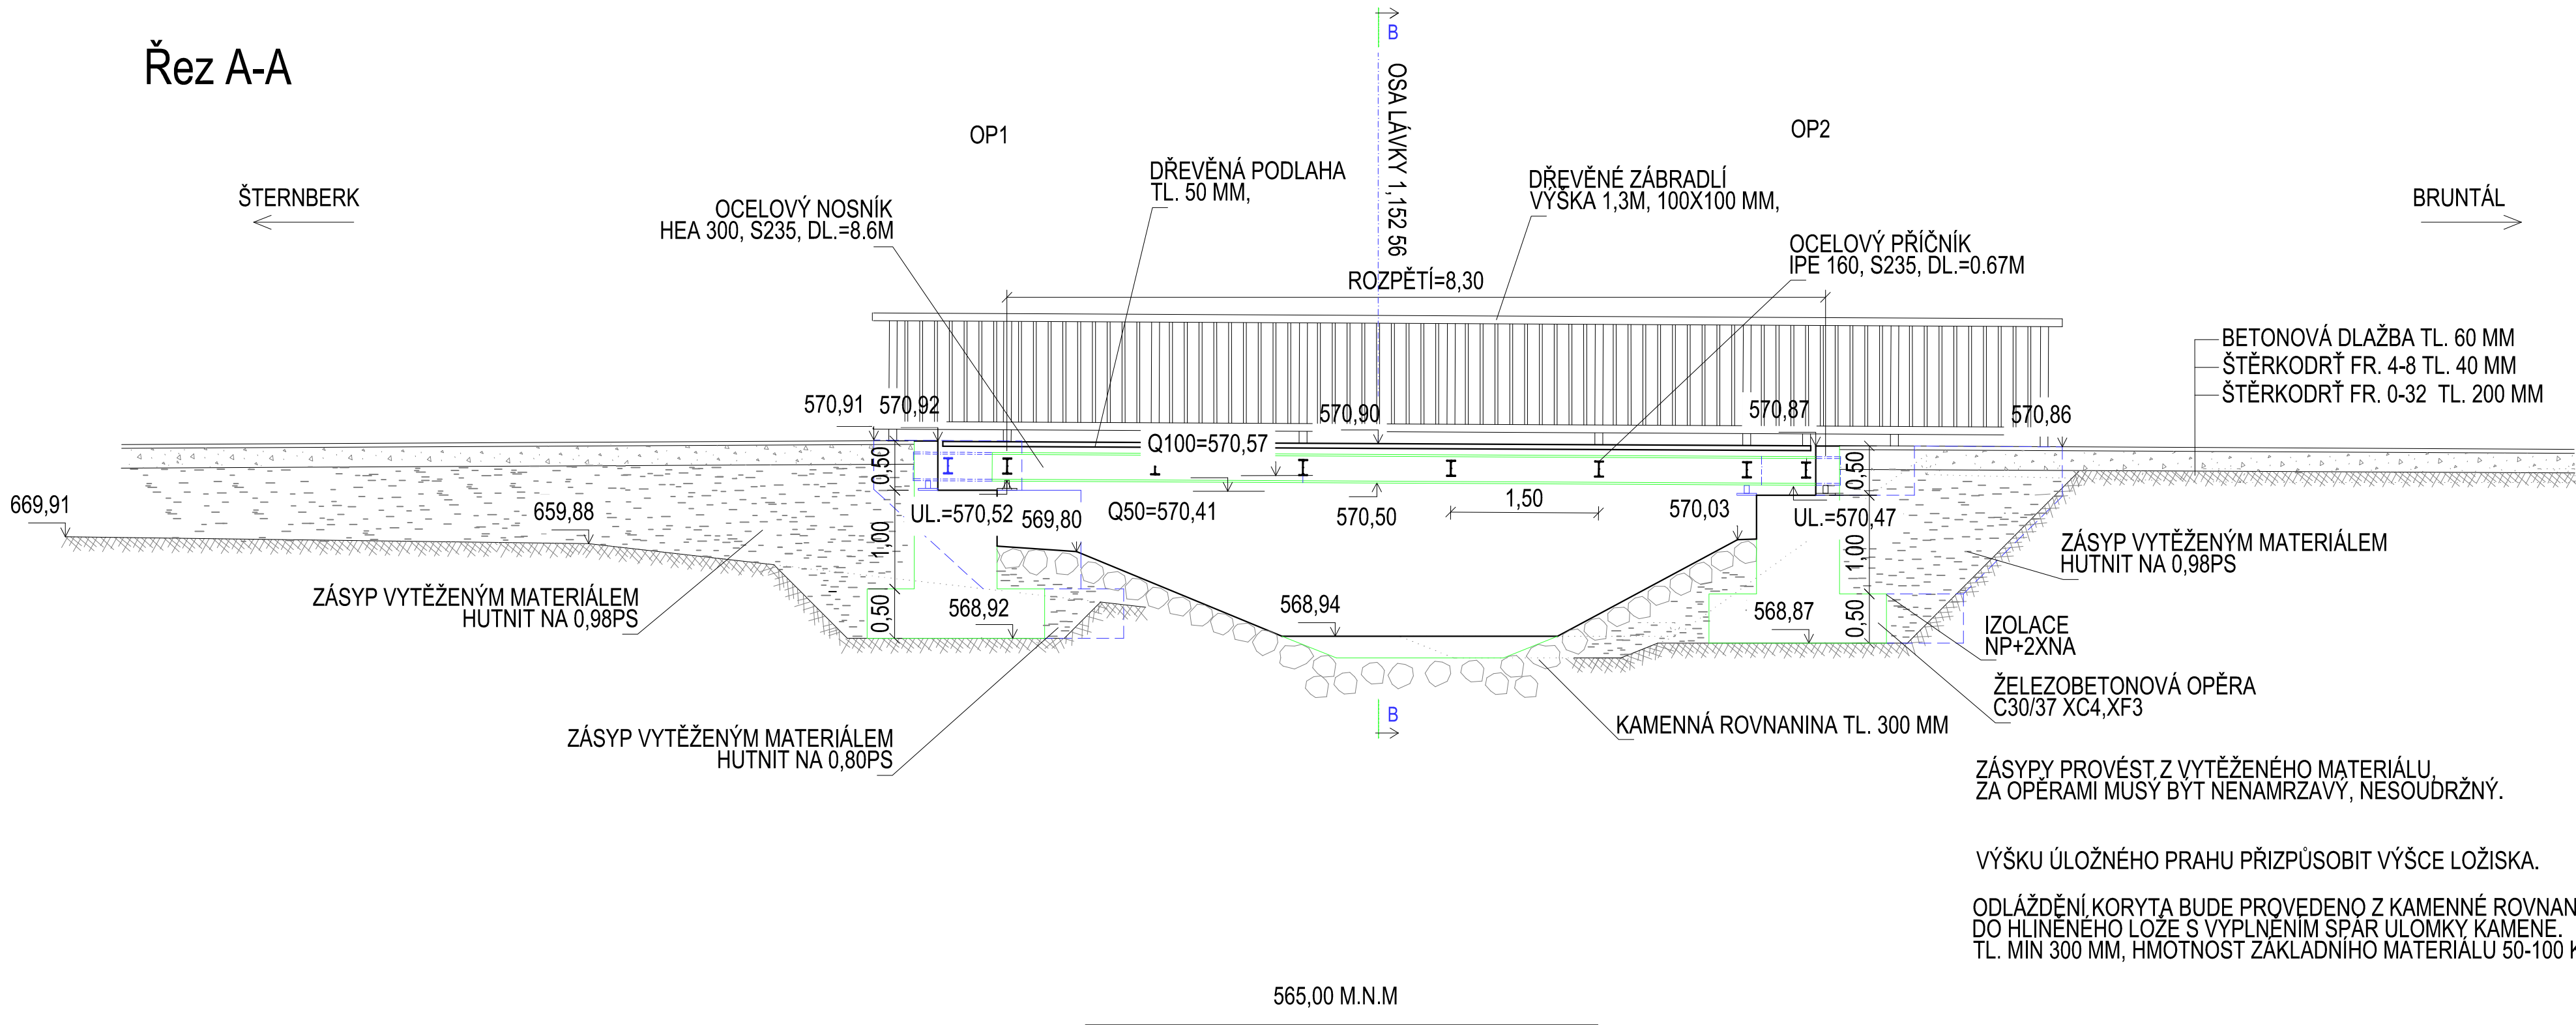 Řez A-A
B
OSA LÁVKY 1,152 56
OP1
OP2
ŠTERNBERK
BRUNTÁL
OCELOVÝ NOSNÍK
HEA 300, S235, DL.=8.6M
DŘEVĚNÁ PODLAHA
TL. 50 MM,
DŘEVĚNÉ ZÁBRADLÍ
VÝŠKA 1,3M, 100X100 MM,
OCELOVÝ PŘÍČNÍK
IPE 160, S235, DL.=0.67M
ROZPĚTÍ=8,30
BETONOVÁ DLAŽBA TL. 60 MM
ŠTĚRKODRŤ FR. 4-8 TL. 40 MM
ŠTĚRKODRŤ FR. 0-32 TL. 200 MM
570,91
570,92
570,90
570,87
570,86
Q100=570,57
0,50
0,50
669,91
659,88
UL.=570,52
569,80
Q50=570,41
570,50
1,50
570,03
UL.=570,47
1,00
1,00
ZÁSYP VYTĚŽENÝM MATERIÁLEM
HUTNIT NA 0,98PS
ZÁSYP VYTĚŽENÝM MATERIÁLEM
HUTNIT NA 0,98PS
0,50
568,92
568,94
568,87
0,50
IZOLACE
NP+2XNA
ŽELEZOBETONOVÁ OPĚRA
C30/37 XC4,XF3
B
KAMENNÁ ROVNANINA TL. 300 MM
ZÁSYP VYTĚŽENÝM MATERIÁLEM
HUTNIT NA 0,80PS
ZÁSYPY PROVÉST Z VYTĚŽENÉHO MATERIÁLU,
ZA OPĚRAMI MUSÝ BÝT NENAMRZAVÝ, NESOUDRŽNÝ.
VÝŠKU ÚLOŽNÉHO PRAHU PŘIZPŮSOBIT VÝŠCE LOŽISKA.
ODLÁŽDĚNÍ KORYTA BUDE PROVEDENO Z KAMENNÉ ROVNAN
DO HLINĚNÉHO LOŽE S VYPLNĚNÍM SPÁR ÚLOMKY KAMENE.
TL. MIN 300 MM, HMOTNOST ZÁKLADNÍHO MATERIÁLU 50-100 K
565,00 M.N.M